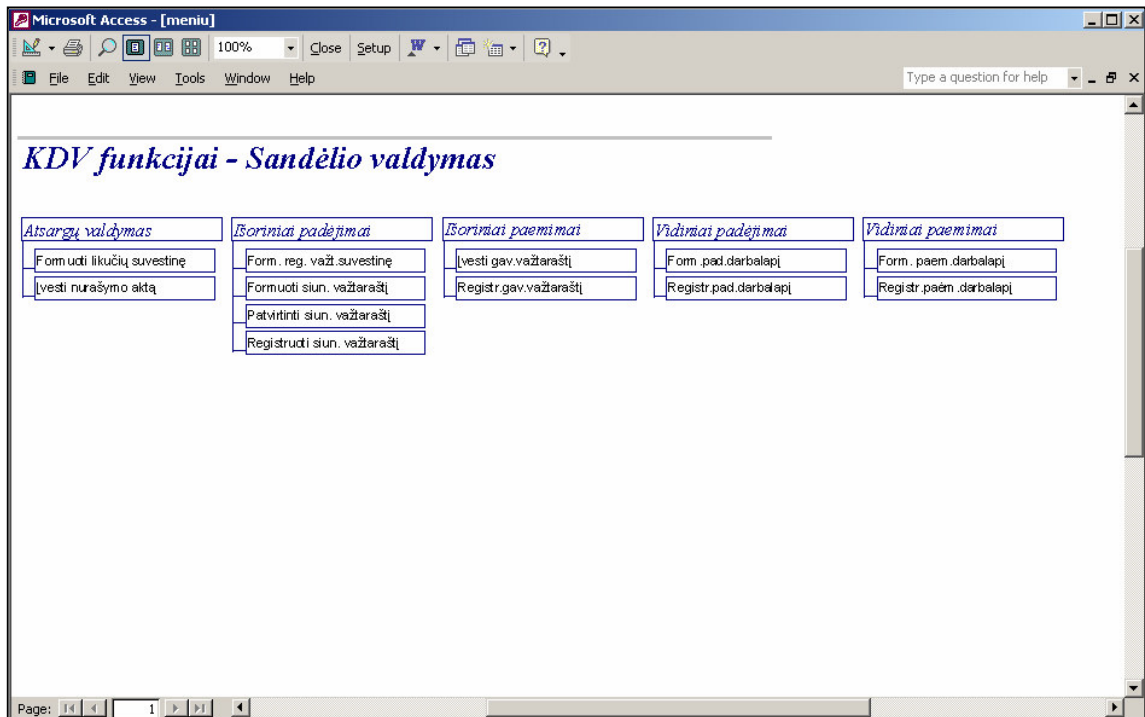 Microsoft Access - [meniu]
100% Close Setup
File Edit View Tools Window Help Type a question for help
KDV funkcijai - Sandėlio valdymas
Atsargų valdymas
Formuoti likučių suvestinę
Įvesti nurašymo aktą
Išoriniai padėjimai
Form. reg. važt.suvestinę
Formuoti siun. važtaraštį
Patvirtinti siun. važtaraštį
Registruoti siun. važtaraštį
Išoriniai paemimai
Įvesti gav.važtaraštį
Registr.gav.važtaraštį
Vidiniai padėjimai
Form.pad.darbalapį
Registr.pad.darbalapį
Vidiniai paemimai
Form. paem.darbalapį
Registr.paėm.darbalapį
Page: 1